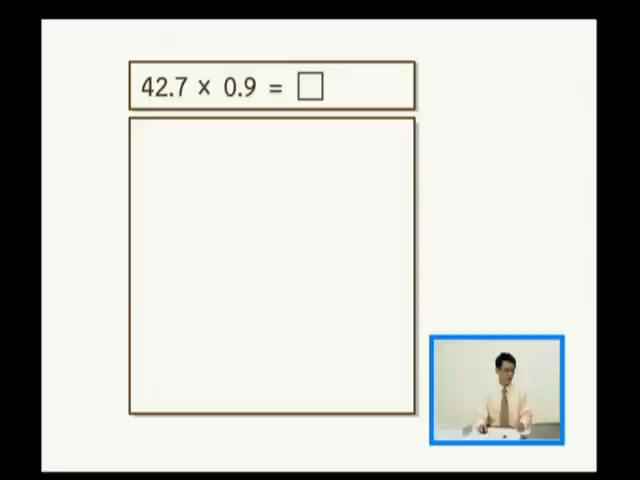 42.7 × 0.9 = □